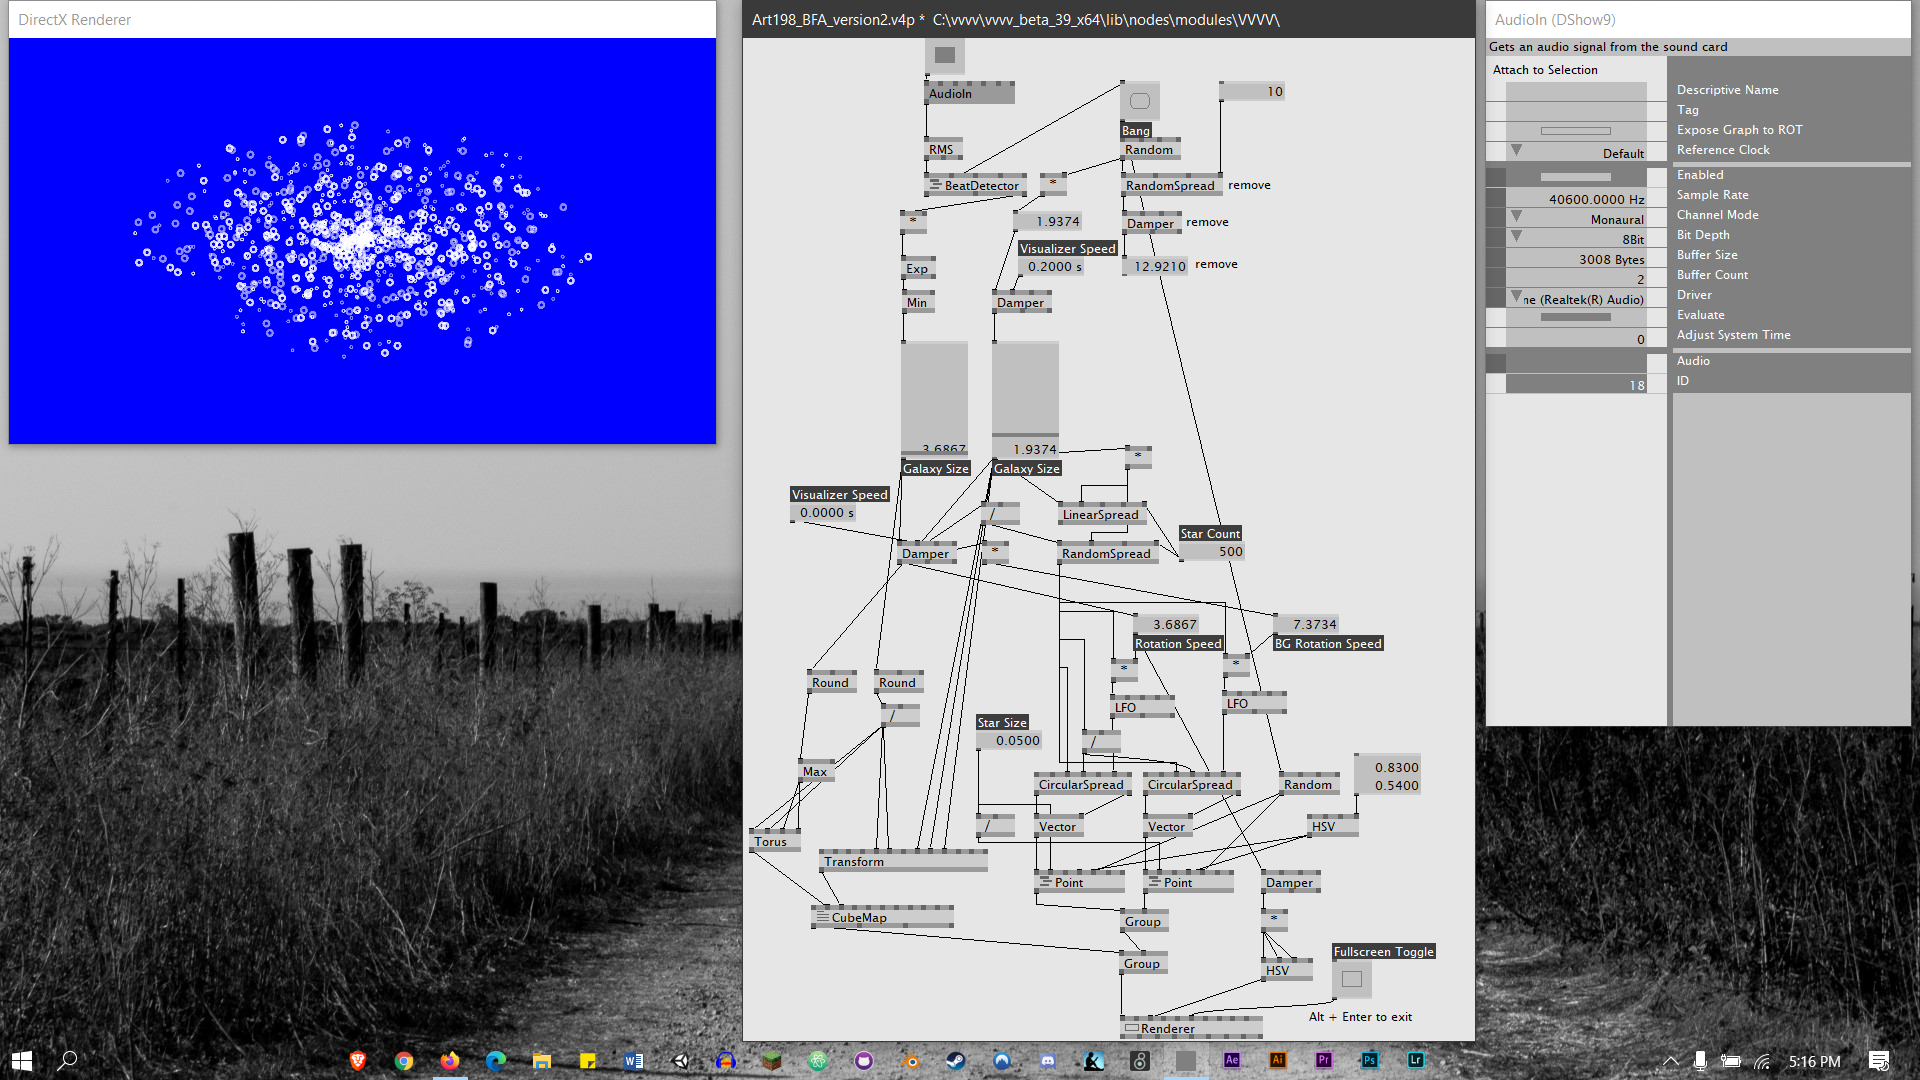 DirectX Renderer
Art198_BFA_version2.v4p *  C:\vvvv\vvvv_beta_39_x64\lib\nodes\modules\VVVV\
AudioIn
10
Bang
RMS
Random
BeatDetector
*
RandomSpread
remove
*
1.9374
Damper
remove
Visualizer Speed
Exp
0.2000 s
12.9210
remove
Min
Damper
3.6867
1.9374
*
Galaxy Size
Galaxy Size
Visualizer Speed
0.0000 s
/
LinearSpread
Star Count
500
Damper
*
RandomSpread
3.6867
7.3734
Rotation Speed
BG Rotation Speed
*
*
Round
Round
LFO
LFO
/
Star Size
0.0500
/
Max
0.8300
0.5400
CircularSpread
CircularSpread
Random
/
Vector
Vector
HSV
Torus
Transform
Point
Point
Damper
CubeMap
Group
*
Group
HSV
Fullscreen Toggle
Alt + Enter to exit
Renderer
AudioIn (DShow9)
Gets an audio signal from the sound card
Attach to Selection
Descriptive Name
Tag
Expose Graph to ROT
Default
Reference Clock
Enabled
40600.0000 Hz
Sample Rate
Monaural
Channel Mode
8Bit
Bit Depth
3008 Bytes
Buffer Size
2
Buffer Count
ne (Realtek(R) Audio)
Driver
Evaluate
0
Adjust System Time
Audio
18
ID
Ae
Ai
Pr
Ps
Lr
5:16 PM